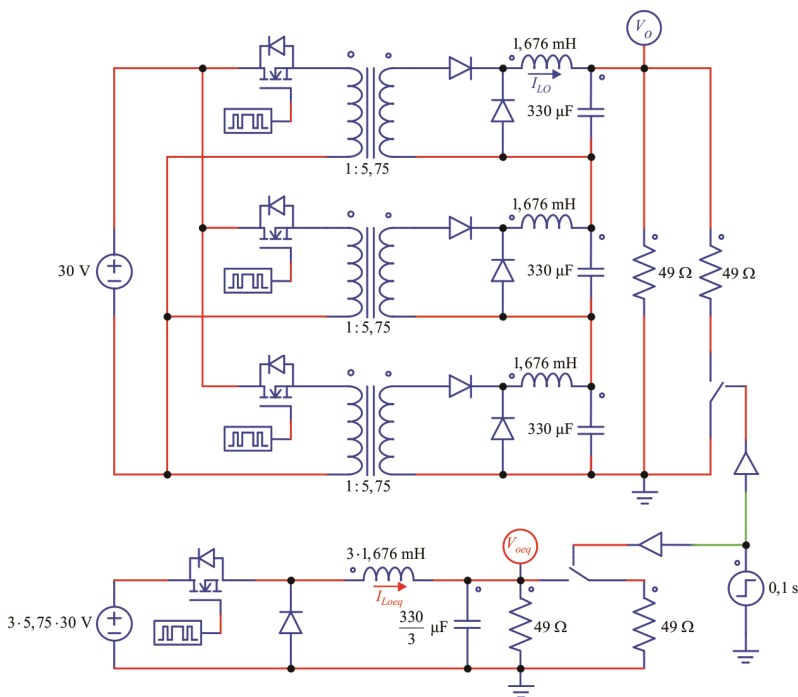 V_O
1,676 mH
I_LO
330 µF
1 : 5,75
1,676 mH
30 V
330 µF
49 Ω
49 Ω
1 : 5,75
1,676 mH
330 µF
1 : 5,75
V_oeq
3·1,676 mH
I_Loeq
0,1 s
3·5,75·30 V
330/3 µF
49 Ω
49 Ω